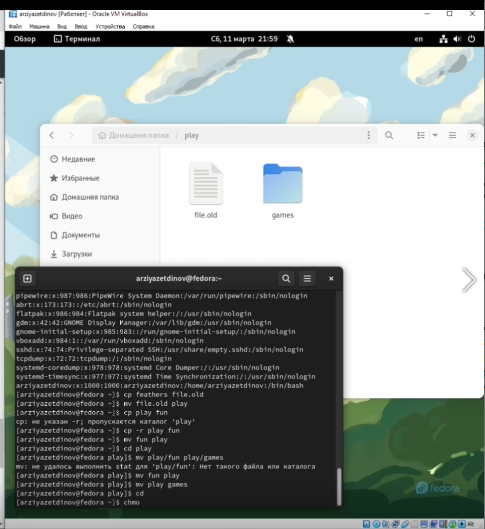 arziyazetdinov [Работает] - Oracle VM VirtualBox
Файл Машина Вид Ввод Устройства Справка
Обзор Терминал Сб, 11 марта 21:59 en
Домашняя папка / play
Недавние
Избранные
Домашняя папка
Видео
Документы
Загрузки
file.old games
arziyazetdinov@fedora:~
pipewire:x:987:986:PipeWire System Daemon:/var/run/pipewire:/sbin/nologin
abrt:x:173:173::/etc/abrt:/sbin/nologin
flatpak:x:986:984:Flatpak system helper:/:/usr/sbin/nologin
gdm:x:42:42:GNOME Display Manager:/var/lib/gdm:/usr/sbin/nologin
gnome-initial-setup:x:985:983::/run/gnome-initial-setup/:/sbin/nologin
vboxadd:x:984:1::/var/run/vboxadd:/sbin/nologin
sshd:x:74:74:Privilege-separated SSH:/usr/share/empty.sshd:/sbin/nologin
tcpdump:x:72:72:tcpdump:/:/sbin/nologin
systemd-coredump:x:978:978:systemd Core Dumper:/:/usr/sbin/nologin
systemd-timesync:x:977:977:systemd Time Synchronization:/:/usr/sbin/nologin
arziyazetdinov:x:1000:1000:arziyazetdinov:/home/arziyazetdinov:/bin/bash
[arziyazetdinov@fedora ~]$ cp feathers file.old
[arziyazetdinov@fedora ~]$ mv file.old play
[arziyazetdinov@fedora ~]$ cp play fun
cp: не указан -r; пропускается каталог 'play'
[arziyazetdinov@fedora ~]$ cp -r play fun
[arziyazetdinov@fedora ~]$ mv fun play
[arziyazetdinov@fedora ~]$ cd play
[arziyazetdinov@fedora play]$ mv play/fun play/games
mv: не удалось выполнить stat для 'play/fun': Нет такого файла или каталога
[arziyazetdinov@fedora play]$ mv fun play
[arziyazetdinov@fedora play]$ mv play games
[arziyazetdinov@fedora play]$ cd
[arziyazetdinov@fedora ~]$ chmo
fedora
Alt